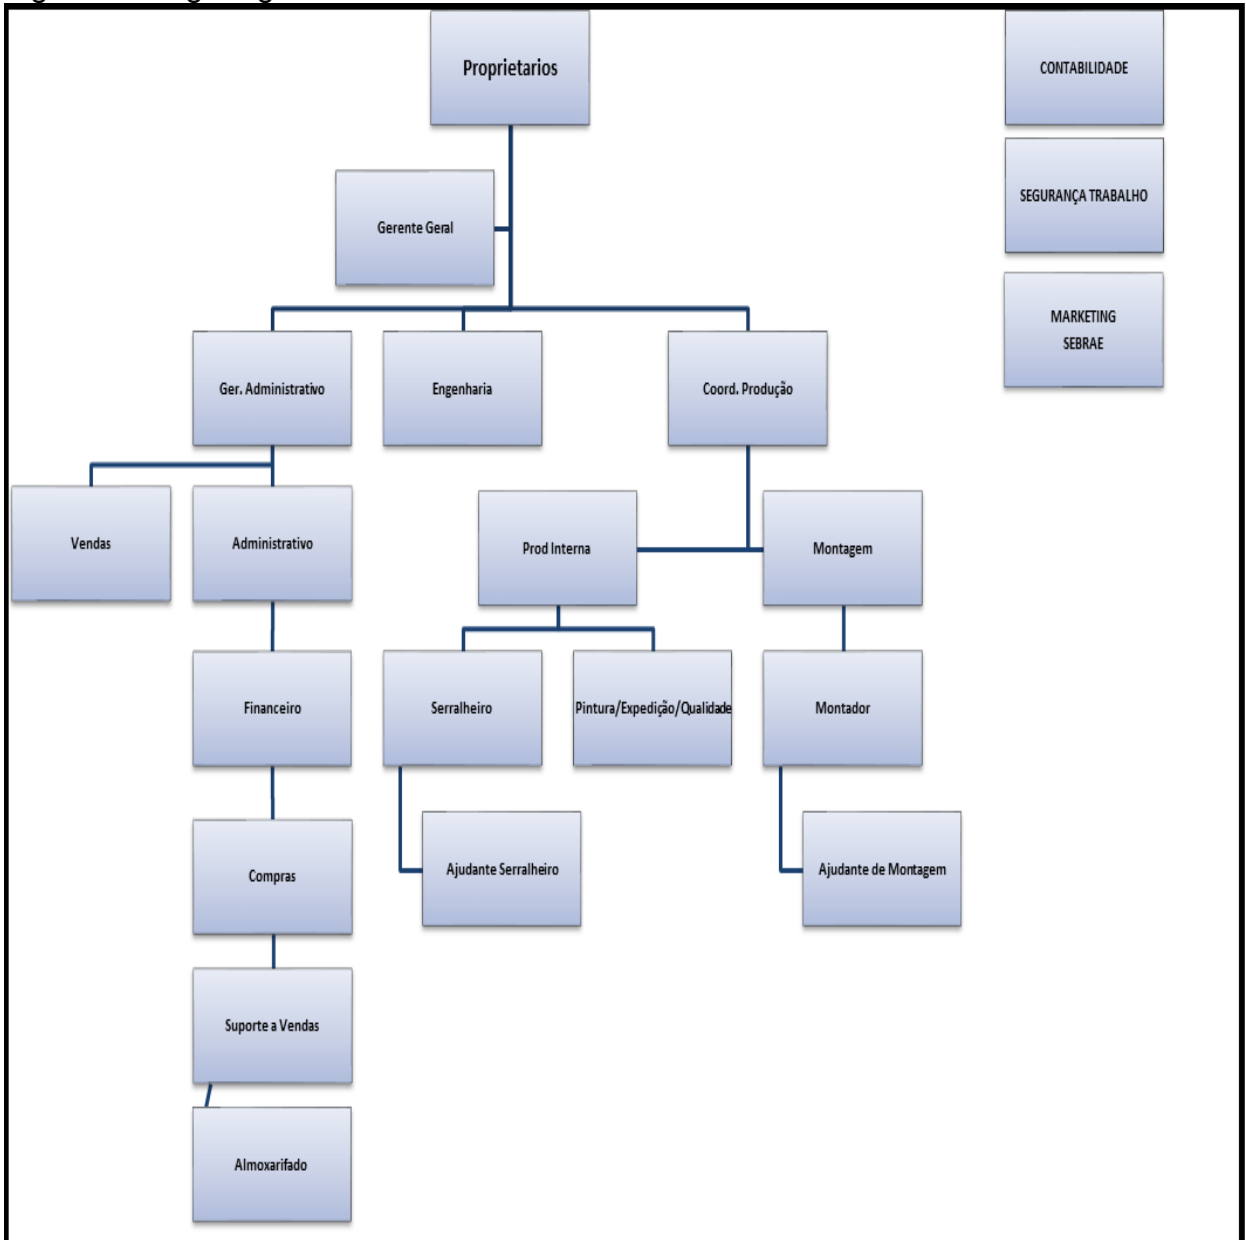 Proprietarios
CONTABILIDADE
SEGURANÇA TRABALHO
Gerente Geral
MARKETING
SEBRAE
Ger. Administrativo
Engenharia
Coord. Produção
Vendas
Administrativo
Prod Interna
Montagem
Financeiro
Serralheiro
Pintura/Expedição/Qualidade
Montador
Compras
Ajudante Serralheiro
Ajudante de Montagem
Suporte a Vendas
Almoxarifado